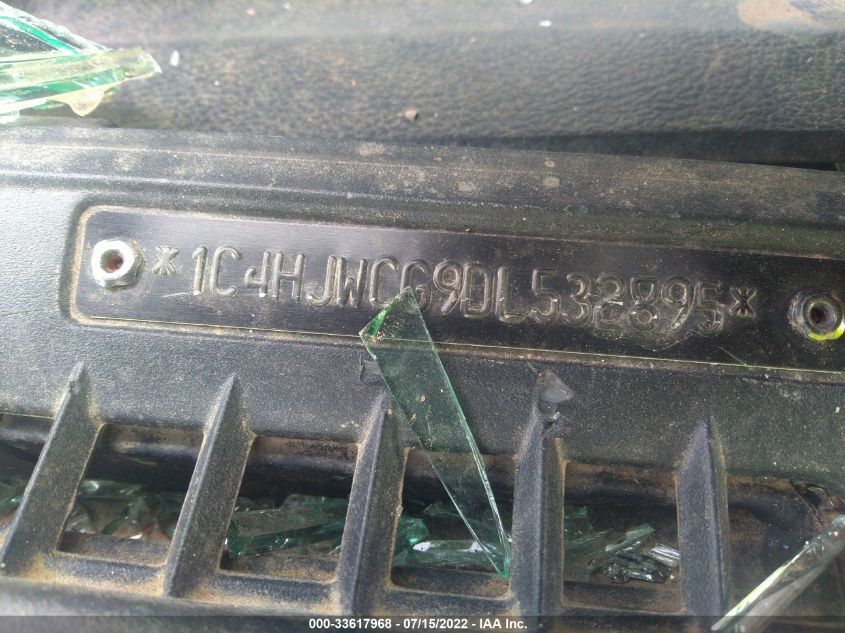 *1C4HJWCG9DL532895*
000-33617968 - 07/15/2022 - IAA Inc.